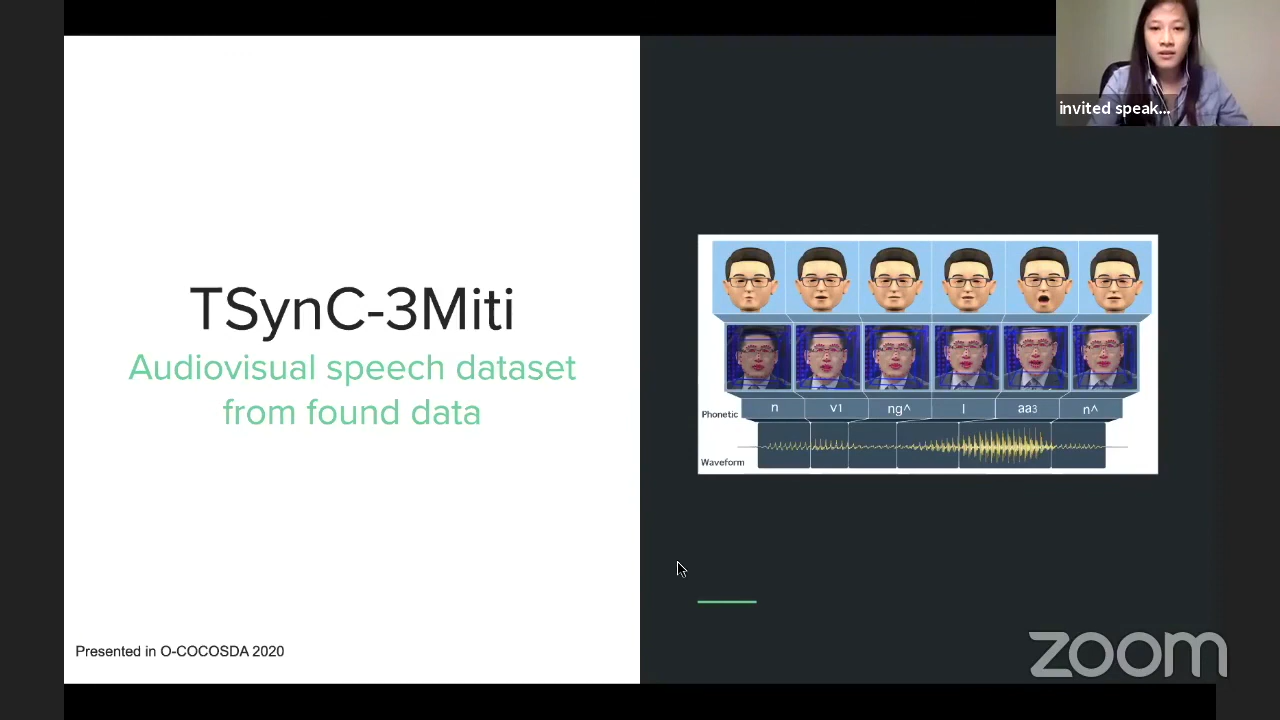 invited speak...
TSynC-3Miti
Audiovisual speech dataset
from found data
Phonetic
n v1 ng^ l aa3 n^
Waveform
Presented in O-COCOSDA 2020
zoom